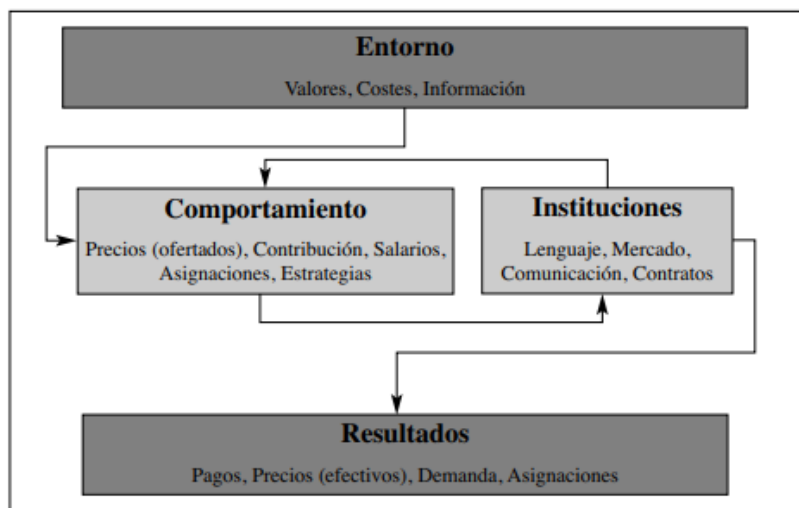 Entorno
Valores, Costes, Información
Comportamiento
Precios (ofertados), Contribución, Salarios,
Asignaciones, Estrategias
Instituciones
Lenguaje, Mercado,
Comunicación, Contratos
Resultados
Pagos, Precios (efectivos), Demanda, Asignaciones